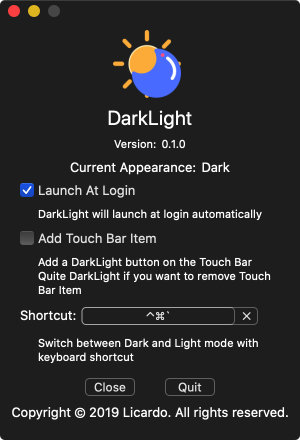 DarkLight
Version: 0.1.0
Current Appearance: Dark
Launch At Login
DarkLight will launch at login automatically
Add Touch Bar Item
Add a DarkLight button on the Touch Bar
Quite DarkLight if you want to remove Touch
Bar Item
Shortcut: ^⌘` ✕
Switch between Dark and Light mode with
keyboard shortcut
Close Quit
Copyright © 2019 Licardo. All rights reserved.